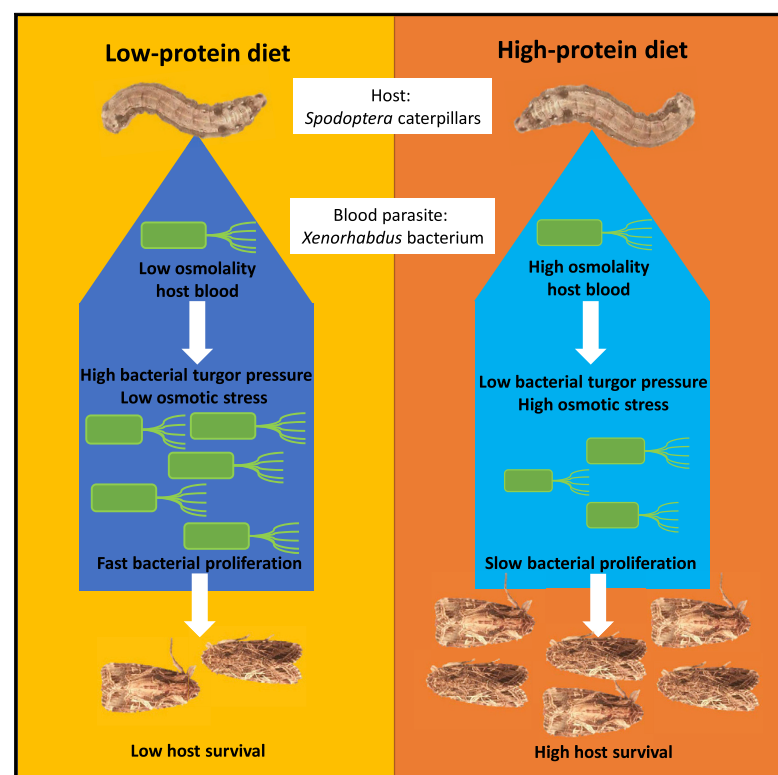 Low-protein diet
High-protein diet
Host:
Spodoptera caterpillars
Blood parasite:
Xenorhabdus bacterium
Low osmolality
host blood
High osmolality
host blood
High bacterial turgor pressure
Low osmotic stress
Low bacterial turgor pressure
High osmotic stress
Fast bacterial proliferation
Slow bacterial proliferation
Low host survival
High host survival